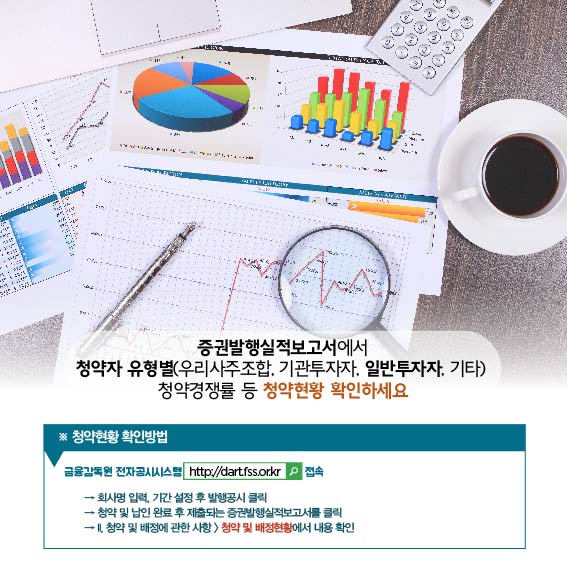 증권발행실적보고서에서
청약자 유형별(우리사주조합, 기관투자자, 일반투자자, 기타)
청약경쟁률 등 청약현황 확인하세요
※ 청약현황 확인방법
금융감독원 전자공시시스템 http://dart.fss.or.kr 접속
→ 회사명 입력, 기간 설정 후 발행공시 클릭
→ 청약 및 납인 완료 후 제출되는 증권발행실적보고서를 클릭
→ II. 청약 및 배정에 관한 사항 > 청약 및 배정현황에서 내용 확인